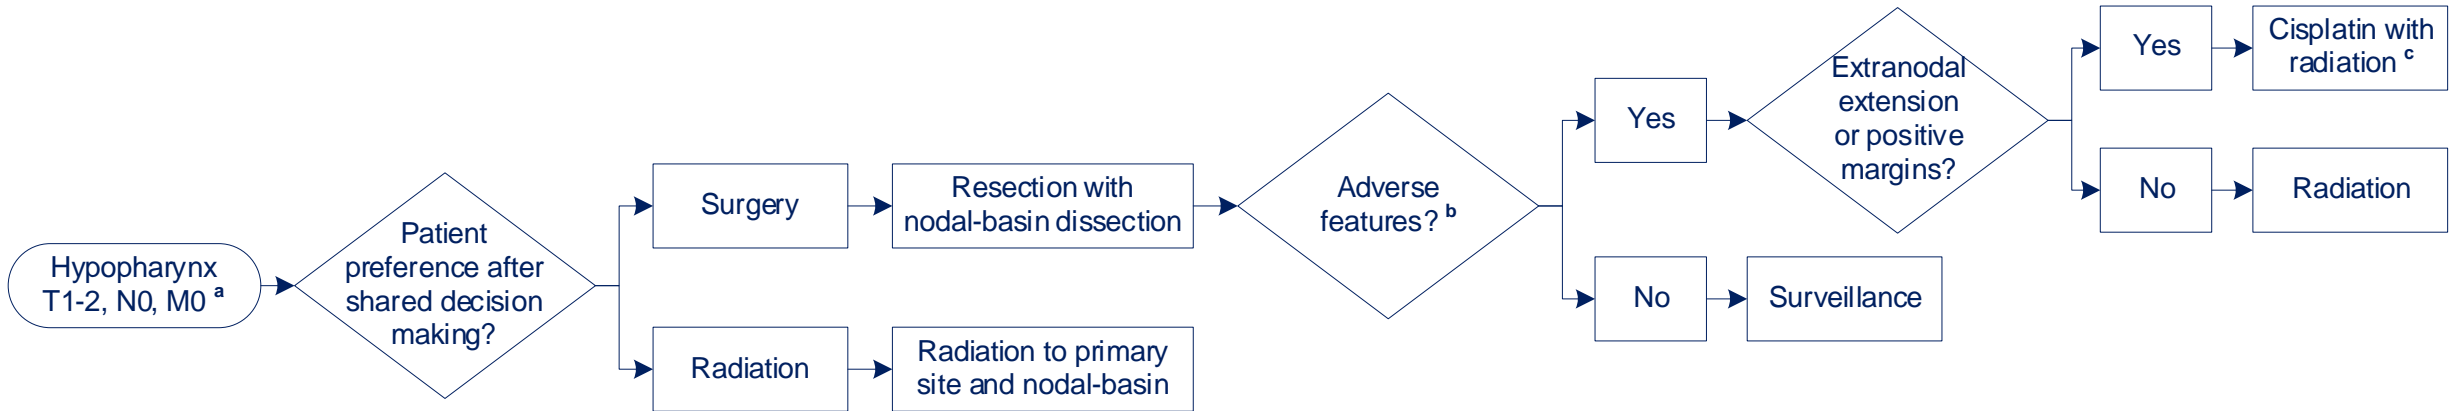 Hypopharynx
T1-2, N0, M0 a
Patient
preference after
shared decision
making?
Surgery
Resection with
nodal-basin dissection
Radiation
Radiation to primary
site and nodal-basin
Adverse
features? b
Yes
Extranodal
extension
or positive
margins?
Yes
Cisplatin with
radiation c
No
Radiation
No
Surveillance